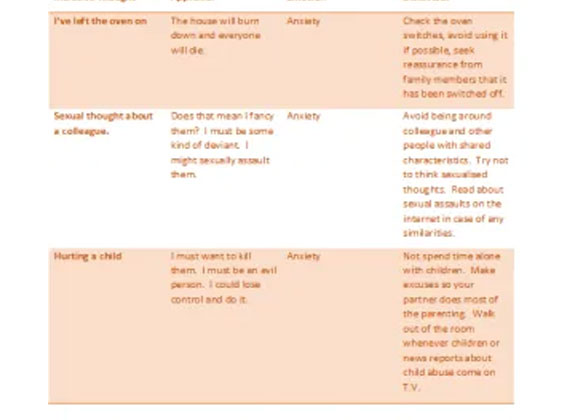 I've left the oven on
The house will burn
down and everyone
will die.
Anxiety
Check the oven
switches, avoid using it
if possible, seek
reassurance from
family members that it
has been switched off.
Sexual thought about
a colleague.
Does that mean I fancy
them? I must be some
kind of deviant. I
might sexually assault
them.
Anxiety
Avoid being around
colleague and other
people with shared
characteristics. Try not
to think sexualised
thoughts. Read about
sexual assaults on the
internet in case of any
similarities.
Hurting a child
I must want to kill
them. I must be an evil
person. I could lose
control and do it.
Anxiety
Not spend time alone
with children. Make
excuses so your
partner does most of
the parenting. Walk
out of the room
whenever children or
news reports about
child abuse come on
T.V.